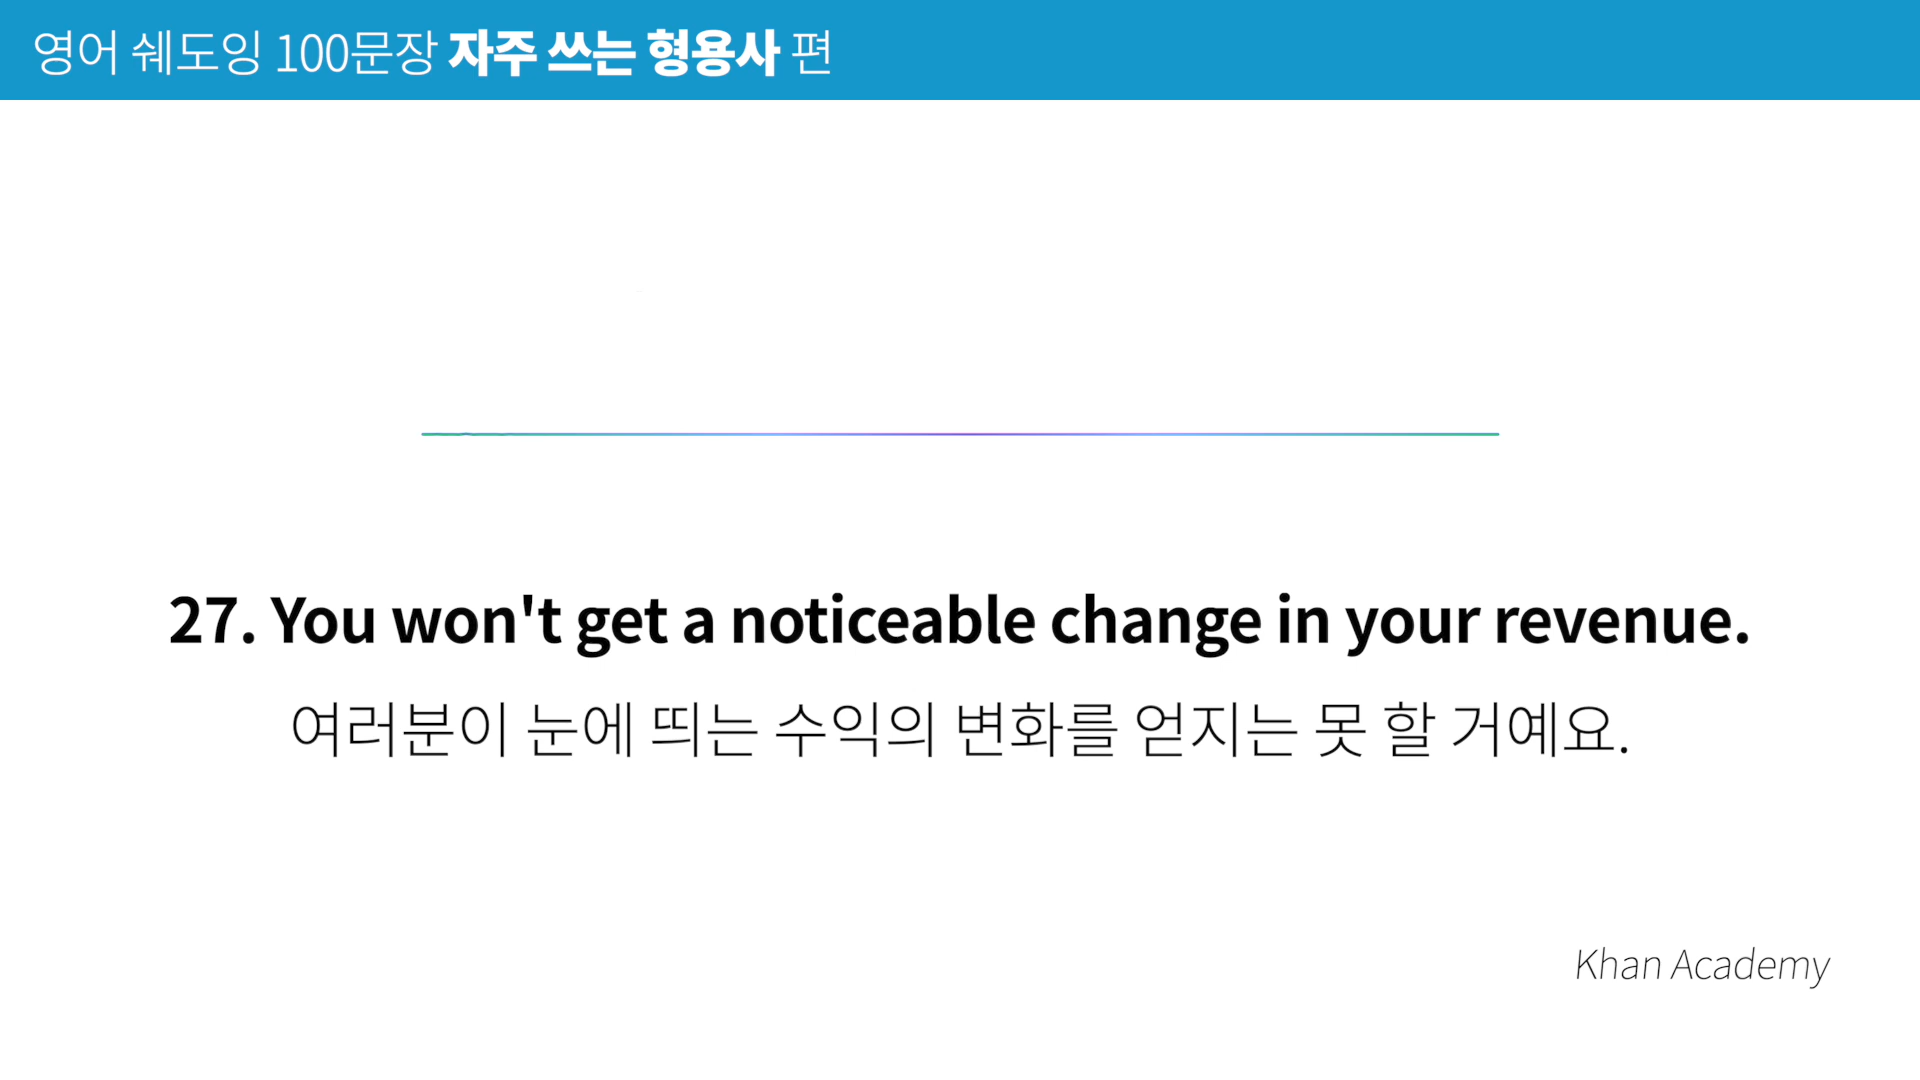 영어 쉐도잉 100문장 자주 쓰는 형용사 편
27. You won't get a noticeable change in your revenue.
여러분이 눈에 띄는 수익의 변화를 얻지는 못 할 거예요.
Khan Academy